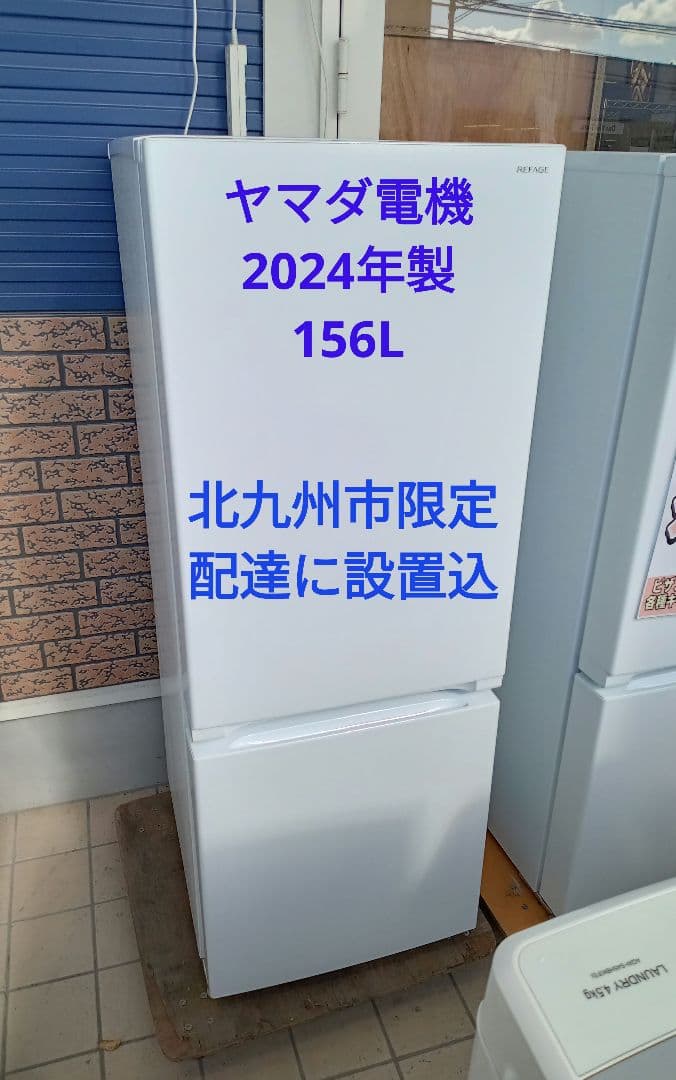 REFAGE
ヤマダ電機
2024年製
156L
北九州市限定
配達に設置込
LAUNDRY 4.5kg